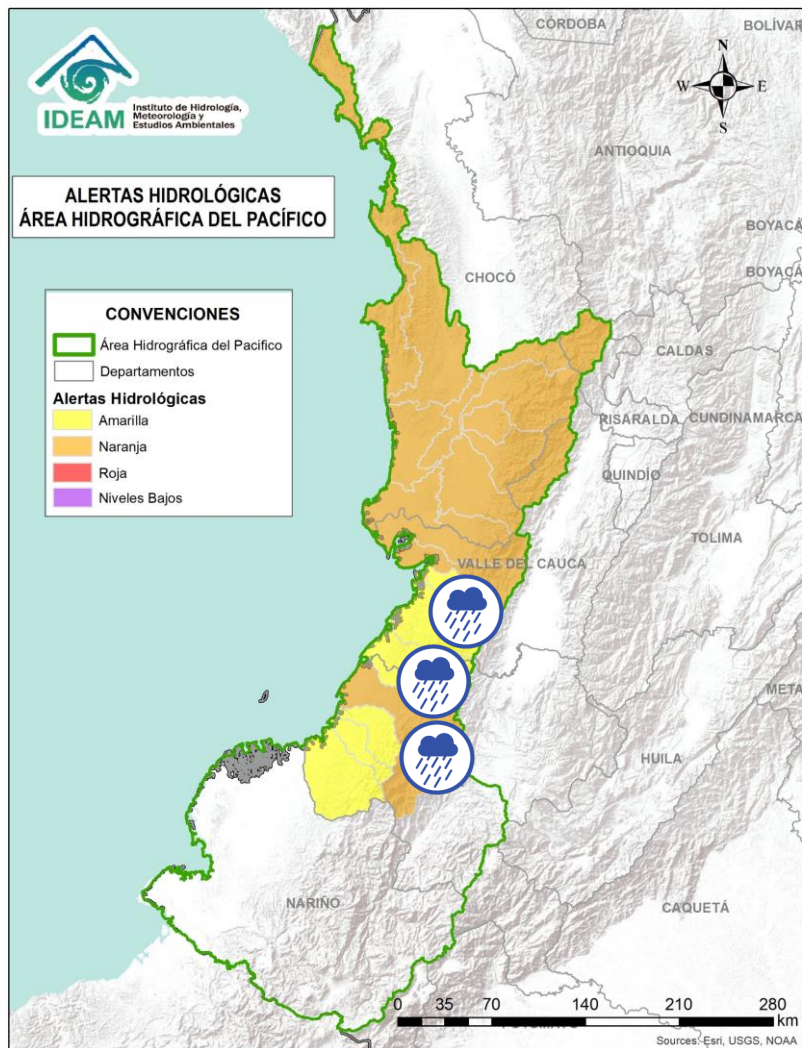 CÓRDOBA
BOLÍVAR
IDEAM
Instituto de Hidrología,
Meteorología y
Estudios Ambientales
N
W
E
S
ANTIOQUIA
ALERTAS HIDROLÓGICAS
ÁREA HIDROGRÁFICA DEL PACÍFICO
BOYACÁ
BOYACÁ
CHOCÓ
CONVENCIONES
Área Hidrográfica del Pacifico
Departamentos
Alertas Hidrológicas
Amarilla
Naranja
Roja
Niveles Bajos
CALDAS
RISARALDA
CUNDINAMARCA
QUINDÍO
TOLIMA
VALLE DEL CAUCA
META
HUILA
NARIÑO
CAQUETÁ
0 35 70 140 210 280
km
Sources: Esri, USGS, NOAA